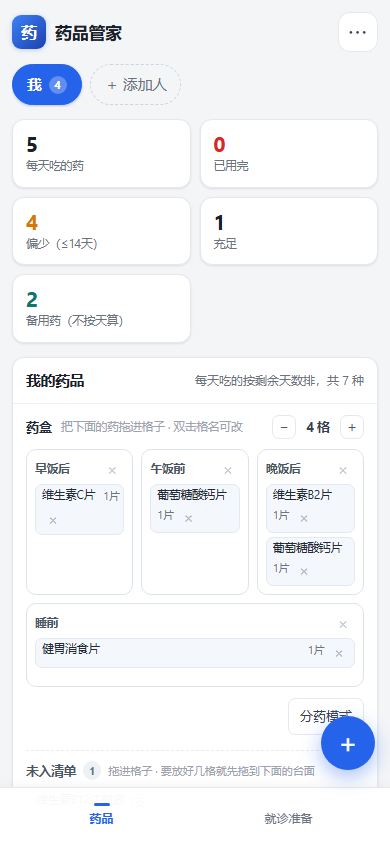 药 药品管家 ...
我 4 + 添加人
5 0
每天吃的药 已用完
4 1
偏少（≤14天） 充足
2
备用药（不按天算）
我的药品 每天吃的按剩余天数排，共 7 种
药盒 把下面的药拖进格子 · 双击格名可改 − 4 格 +
早饭后 × 午饭前 × 晚饭后 ×
维生素C片 1片 × 葡萄糖酸钙片 1片 × 维生素B2片 1片 ×
葡萄糖酸钙片 1片 ×
睡前 ×
健胃消食片 1片 ×
分药模式
+
未入清单 1 拖进格子 · 要放好几格就先拖到下面的台面
药品 就诊准备